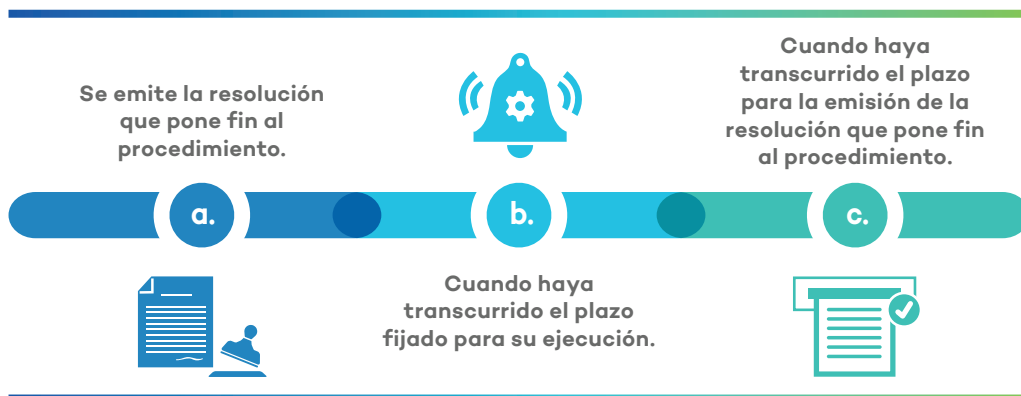 Se emite la resolución
que pone fin al
procedimiento.
a.
b.
Cuando haya
transcurrido el plazo
fijado para su ejecución.
Cuando haya
transcurrido el plazo
para la emisión de la
resolución que pone fin
al procedimiento.
c.